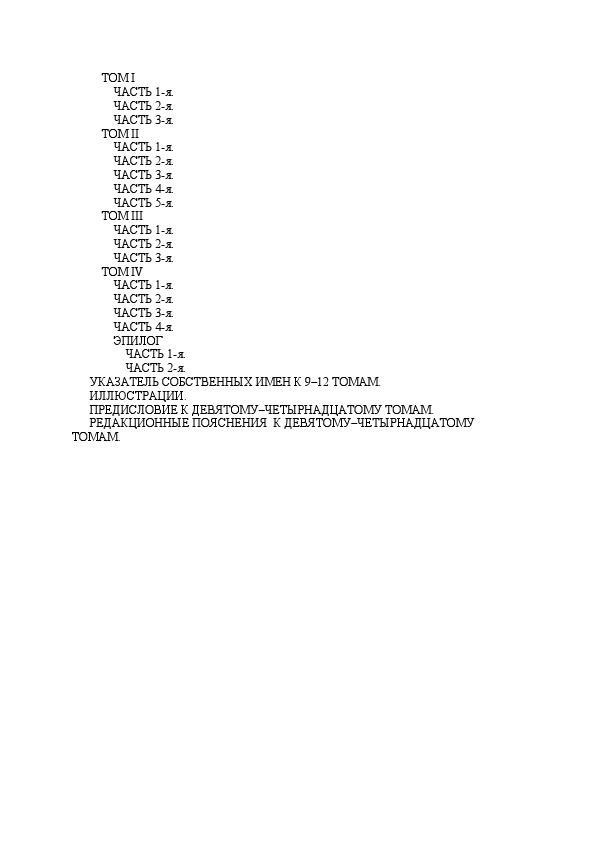 ТОМ I
ЧАСТЬ 1-я.
ЧАСТЬ 2-я.
ЧАСТЬ 3-я.
ТОМ II
ЧАСТЬ 1-я.
ЧАСТЬ 2-я.
ЧАСТЬ 3-я.
ЧАСТЬ 4-я.
ЧАСТЬ 5-я.
ТОМ III
ЧАСТЬ 1-я.
ЧАСТЬ 2-я.
ЧАСТЬ 3-я.
ТОМ IV
ЧАСТЬ 1-я.
ЧАСТЬ 2-я.
ЧАСТЬ 3-я.
ЧАСТЬ 4-я.
ЭПИЛОГ
ЧАСТЬ 1-я.
ЧАСТЬ 2-я.
УКАЗАТЕЛЬ СОБСТВЕННЫХ ИМЕН К 9–12 ТОМАМ.
ИЛЛЮСТРАЦИИ.
ПРЕДИСЛОВИЕ К ДЕВЯТОМУ–ЧЕТЫРНАДЦАТОМУ ТОМАМ.
РЕДАКЦИОННЫЕ ПОЯСНЕНИЯ К ДЕВЯТОМУ–ЧЕТЫРНАДЦАТОМУ
ТОМАМ.